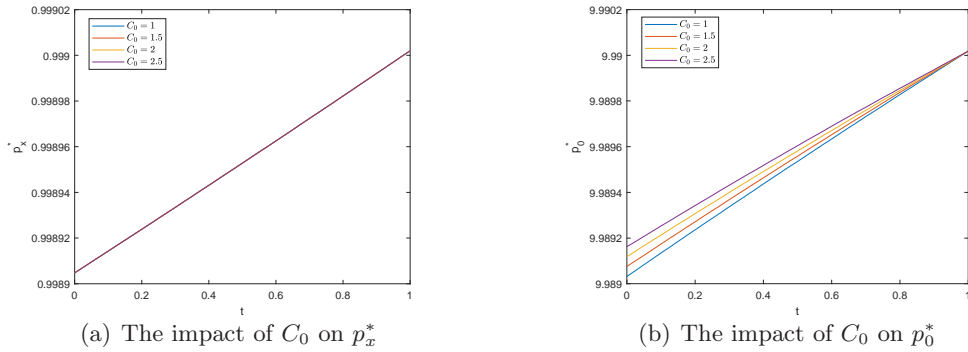 0.99902
0.999
0.99898
0.99896
0.99894
0.99892
0.9989
p*x
C0 = 1
C0 = 1.5
C0 = 2
C0 = 2.5
0 0.2 0.4 0.6 0.8 1
t
(a) The impact of C0 on p*x
9.9902
9.99
9.9898
9.9896
9.9894
9.9892
9.989
p*0
C0 = 1
C0 = 1.5
C0 = 2
C0 = 2.5
0 0.2 0.4 0.6 0.8 1
t
(b) The impact of C0 on p*0